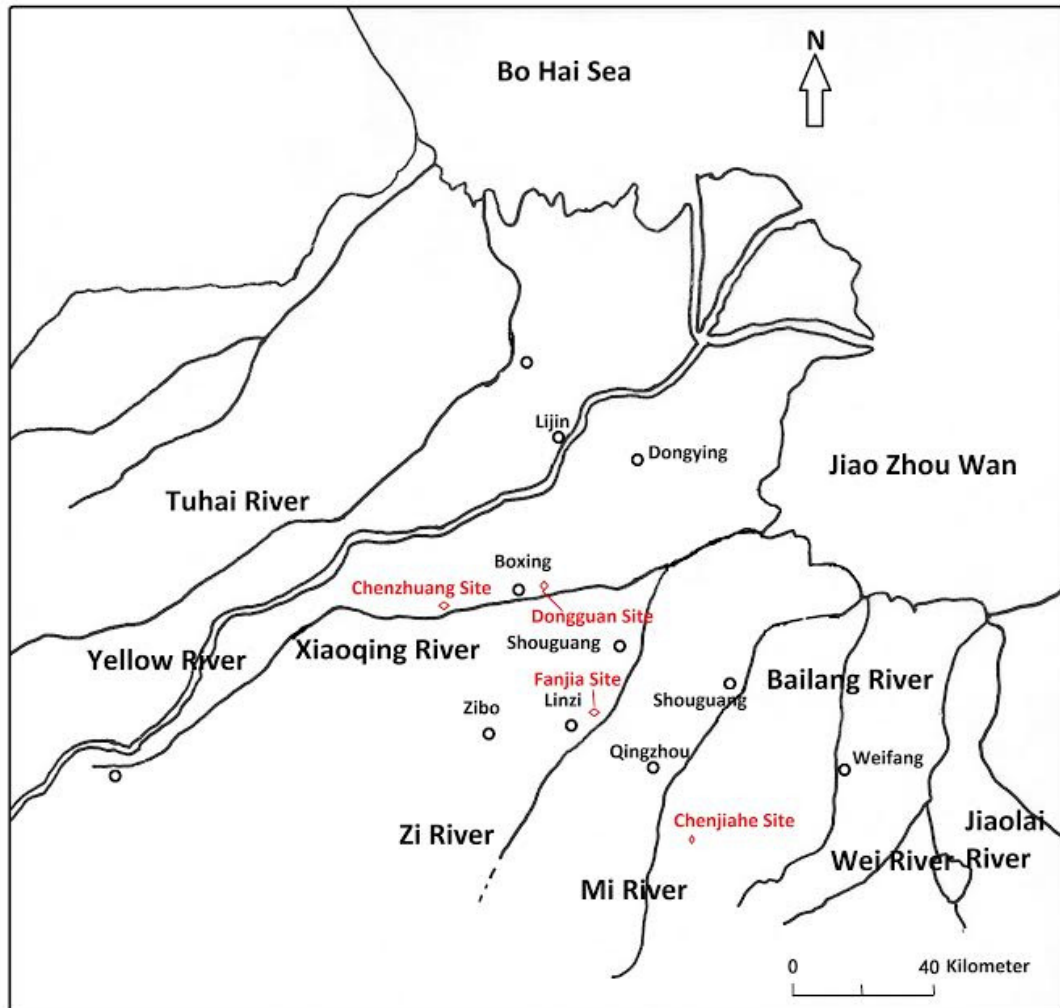 N
Bo Hai Sea
Lijin
Dongying
Jiao Zhou Wan
Tuhai River
Boxing
Chenzhuang Site
Dongguan Site
Shouguang
Yellow River
Xiaoqing River
Fanjia Site
Linzi
Zibo
Shouguang
Bailang River
Qingzhou
Weifang
Chenjiahe Site
Zi River
Jiaolai
River
Wei River
Mi River
0
40 Kilometer